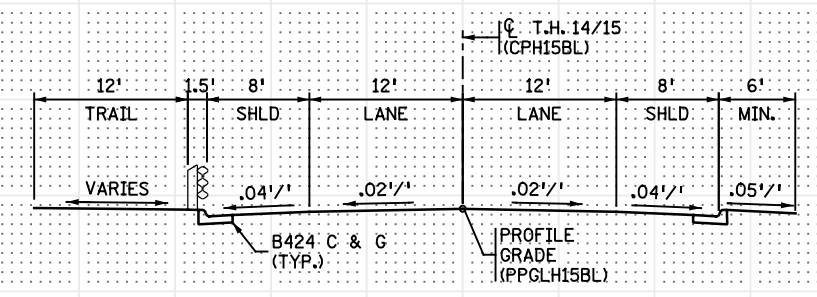 ℄ T.H. 14/15
(CPH15BL)
12' 1.5' 8' 12' 12' 8' 6'
TRAIL SHLD LANE LANE SHLD MIN.
VARIES .04'/' .02'/' .02'/' .04'/' .05'/'
B424 C & G
(TYP.)
PROFILE
GRADE
(PPGLH15BL)